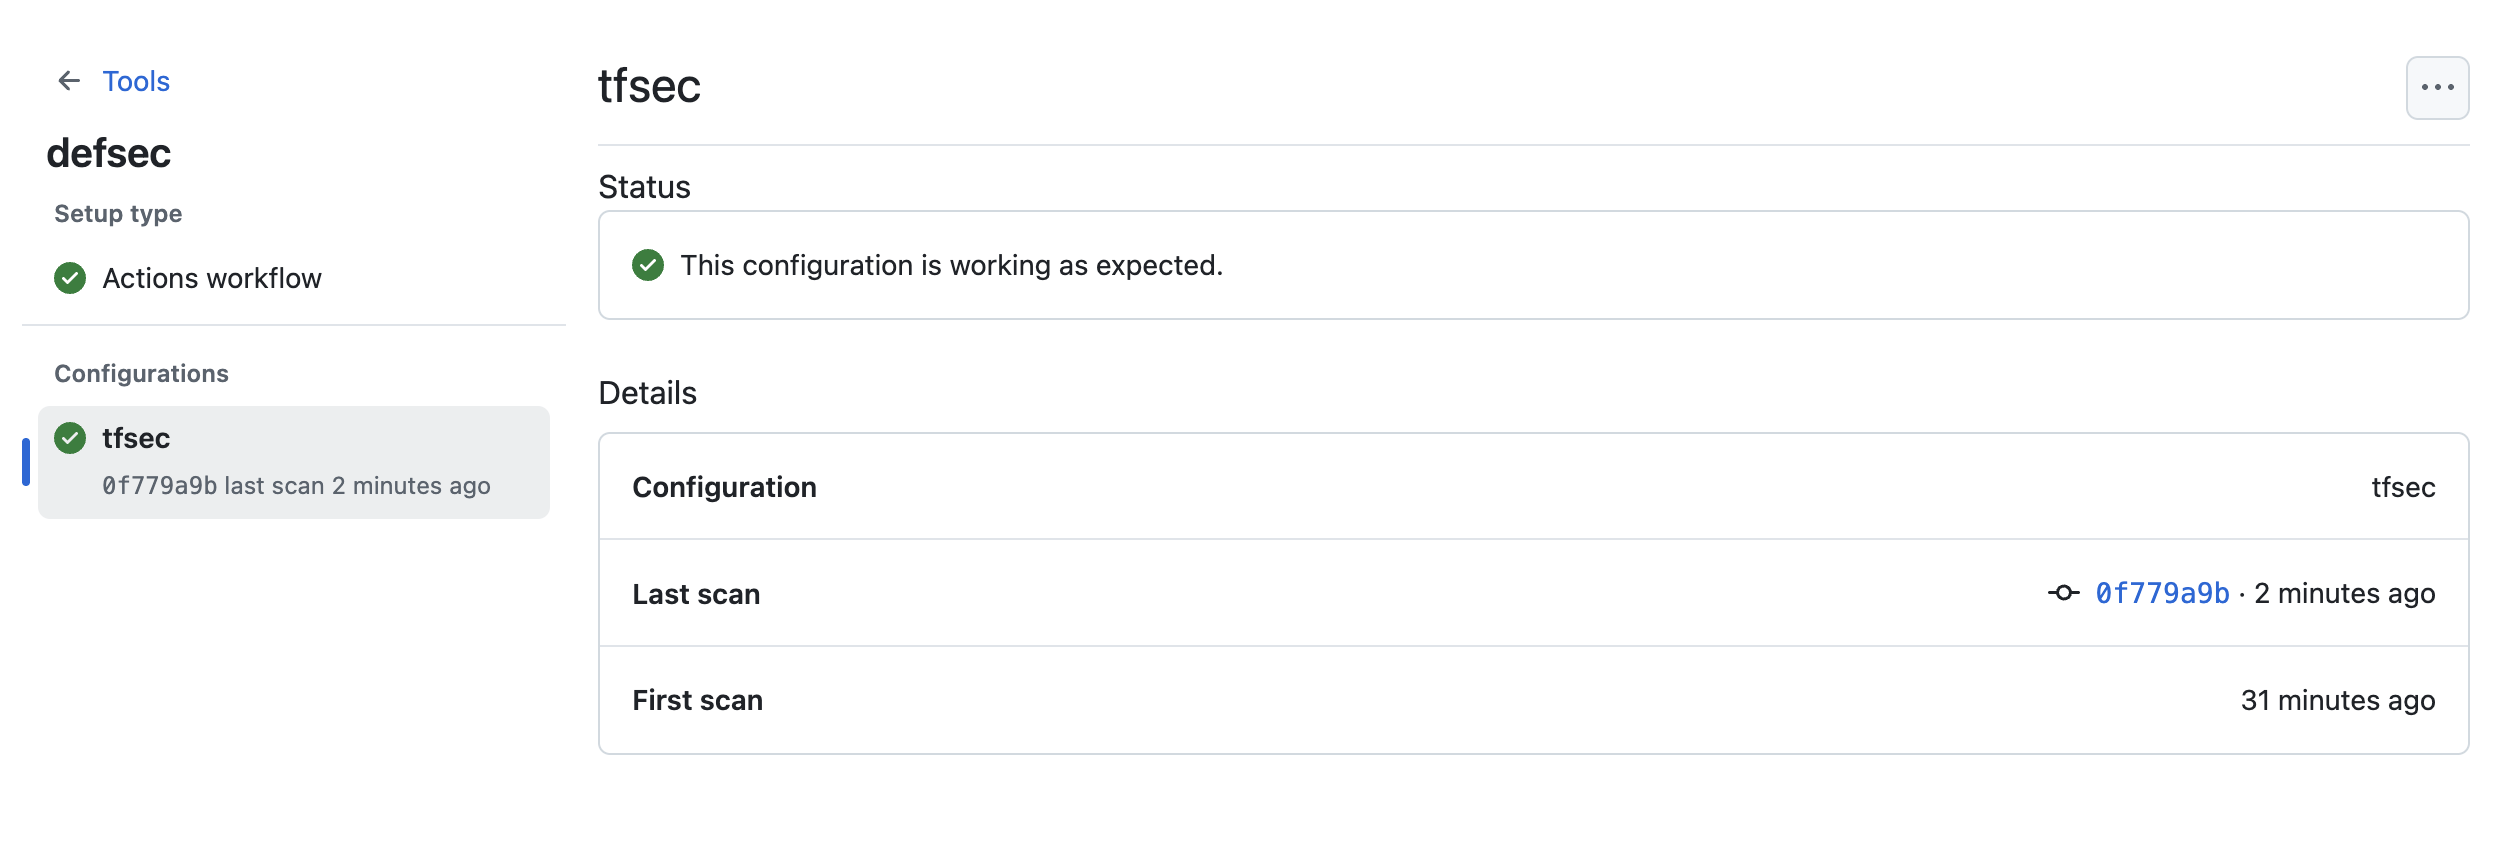 Tools
defsec
Setup type
Actions workflow
Configurations
tfsec
0f779a9b last scan 2 minutes ago
tfsec
Status
This configuration is working as expected.
Details
Configuration tfsec
Last scan 0f779a9b · 2 minutes ago
First scan 31 minutes ago